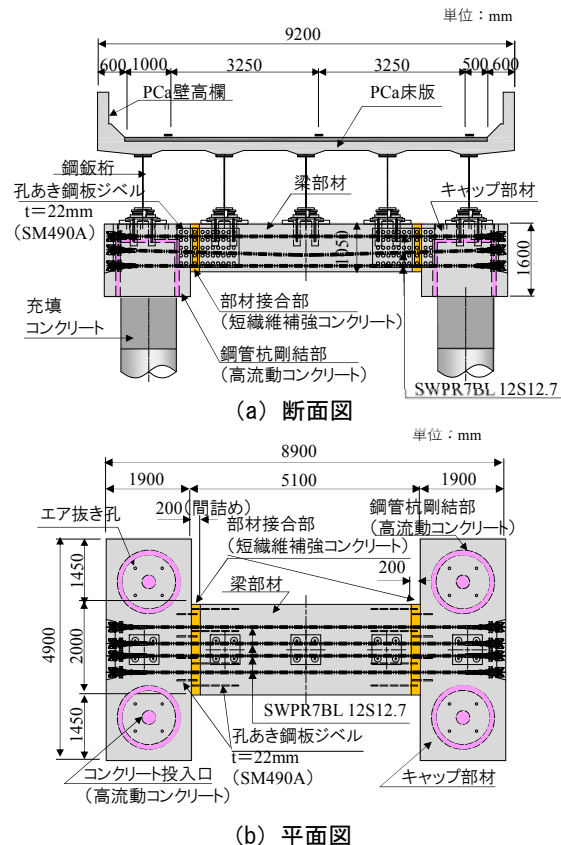 単位：mm
9200
600 1000 3250 3250 500 600
PCa壁高欄
PCa床版
鋼鈑桁
孔あき鋼板ジベル
t＝22mm
（SM490A）
梁部材
キャップ部材
1050
1600
充填
コンクリート
部材接合部
（短繊維補強コンクリート）
鋼管杭剛結部
（高流動コンクリート）
SWPR7BL 12S12.7
(a) 断面図
単位：mm
8900
1900 5100 1900
200（間詰め）
エア抜き孔
部材接合部
（短繊維補強コンクリート）
鋼管杭剛結部
（高流動コンクリート）
梁部材
200
1450
4900
2000
1450
SWPR7BL 12S12.7
孔あき鋼板ジベル
t＝22mm
（SM490A）
コンクリート投入口
（高流動コンクリート）
キャップ部材
(b) 平面図